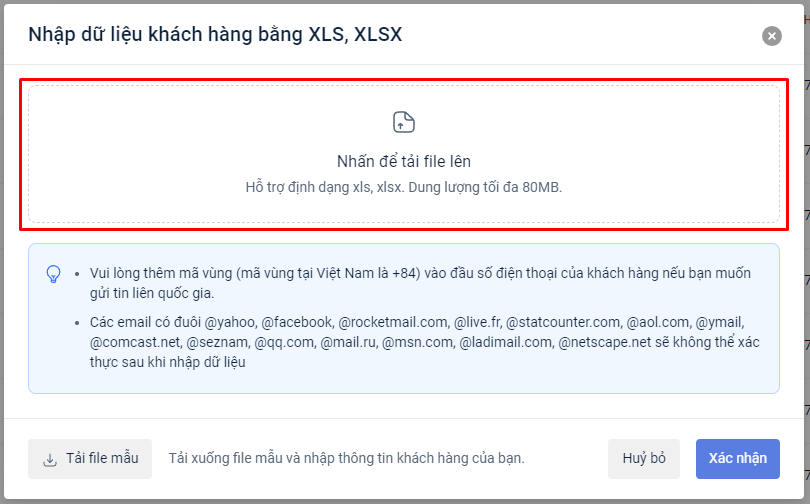 Nhập dữ liệu khách hàng bằng XLS, XLSX
Nhấn để tải file lên
Hỗ trợ định dạng xls, xlsx. Dung lượng tối đa 80MB.
• Vui lòng thêm mã vùng (mã vùng tại Việt Nam là +84) vào đầu số điện thoại của khách hàng nếu bạn muốn
gửi tin liên quốc gia.
• Các email có đuôi @yahoo, @facebook, @rocketmail.com, @live.fr, @statcounter.com, @aol.com, @ymail,
@comcast.net, @seznam, @qq.com, @mail.ru, @msn.com, @ladimail.com, @netscape.net sẽ không thể xác
thực sau khi nhập dữ liệu
Tải file mẫu
Tải xuống file mẫu và nhập thông tin khách hàng của bạn.
Huỷ bỏ
Xác nhận